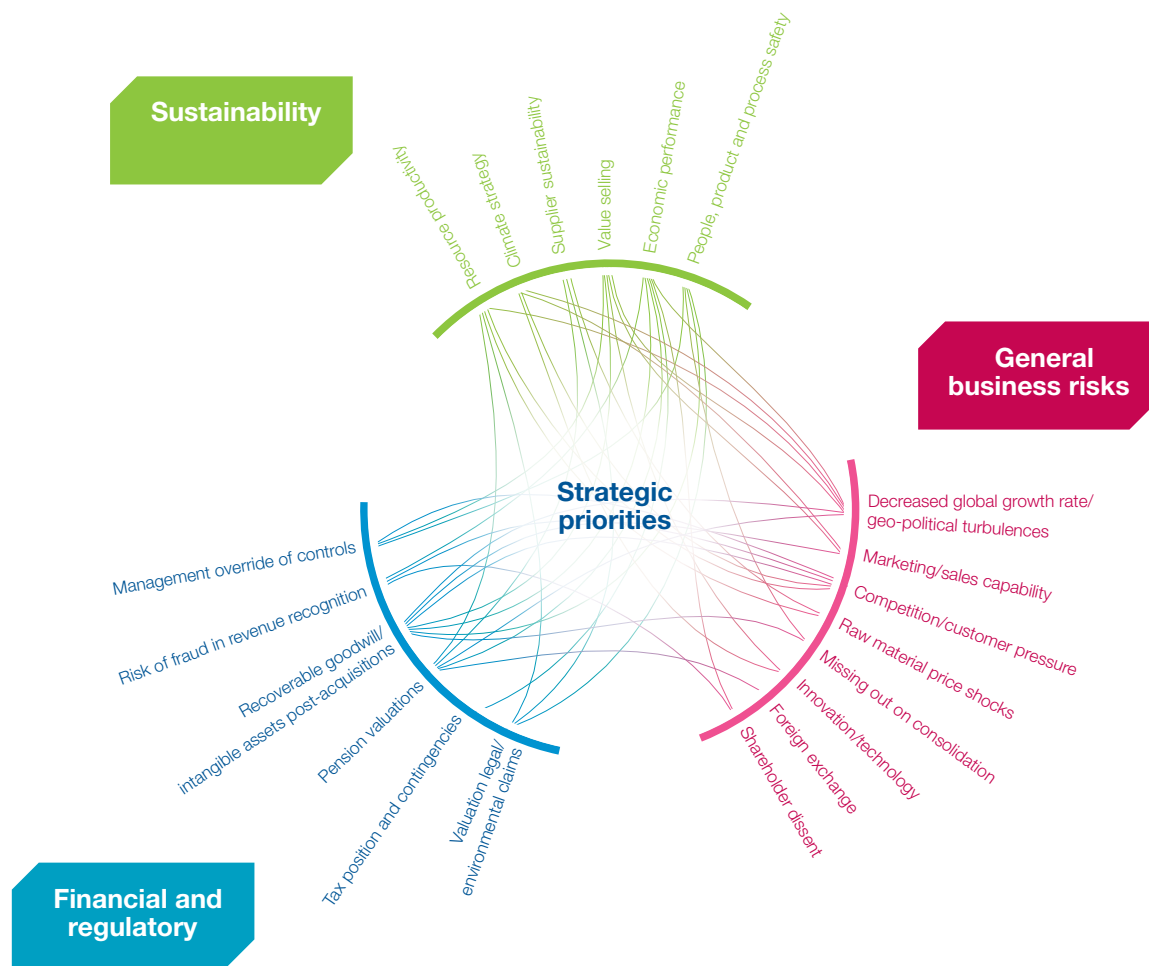 Sustainability
Resource productivity
Climate strategy
Supplier sustainability
Value selling
Economic performance
People, product and process safety
General
business risks
Strategic
priorities
Decreased global growth rate/
geo-political turbulences
Marketing/sales capability
Competition/customer pressure
Raw material price shocks
Missing out on consolidation
Innovation/technology
Foreign exchange
Shareholder dissent
Management override of controls
Risk of fraud in revenue recognition
Recoverable goodwill/
intangible assets post-acquisitions
Pension valuations
Tax position and contingencies
Valuation legal/
environmental claims
Financial and
regulatory